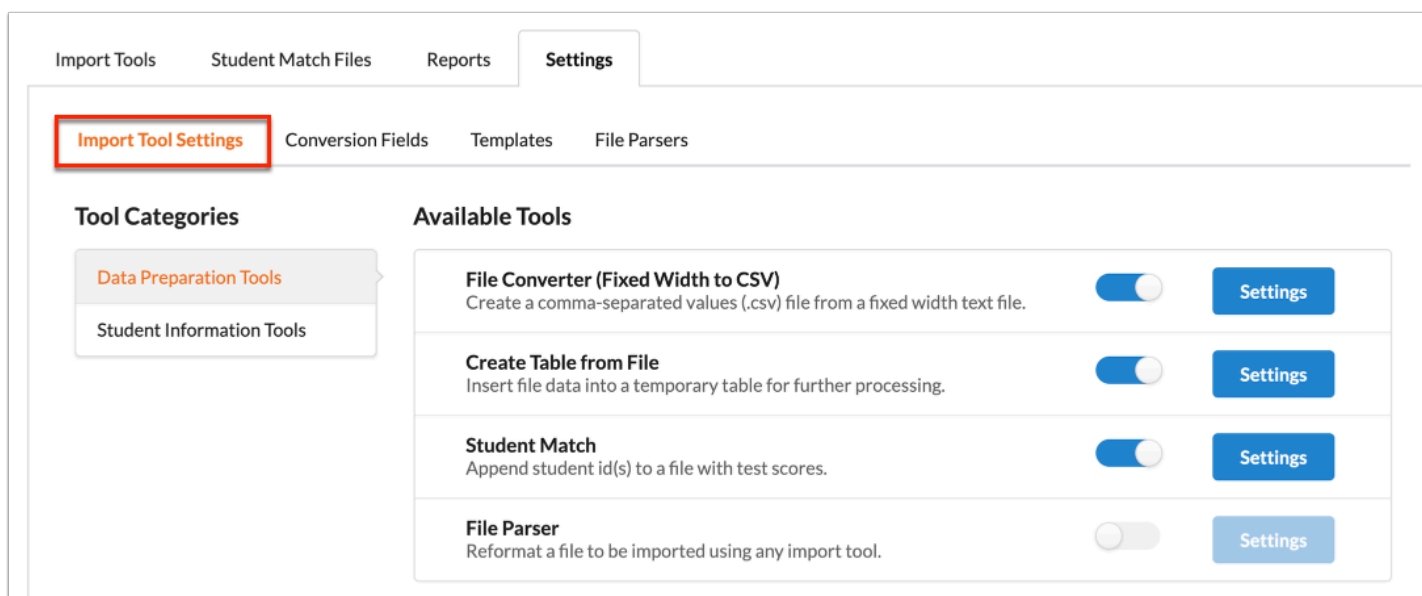 Import Tools Student Match Files Reports Settings
Import Tool Settings Conversion Fields Templates File Parsers
Tool Categories
Data Preparation Tools
Student Information Tools
Available Tools
File Converter (Fixed Width to CSV)
Create a comma-separated values (.csv) file from a fixed width text file.
Settings
Create Table from File
Insert file data into a temporary table for further processing.
Settings
Student Match
Append student id(s) to a file with test scores.
Settings
File Parser
Reformat a file to be imported using any import tool.
Settings